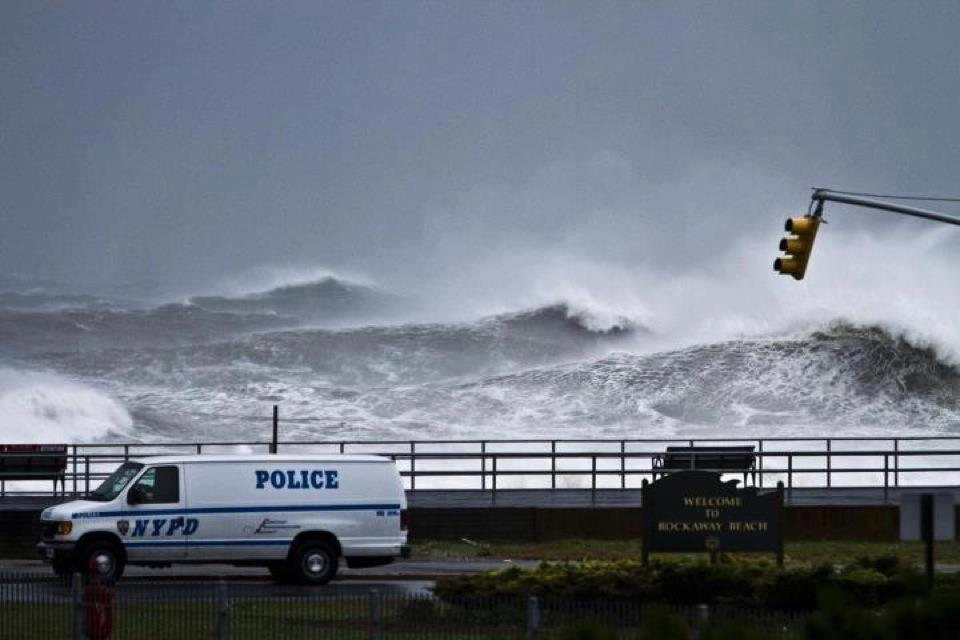 POLICE
NYPD
WELCOME
TO
ROCKAWAY BEACH